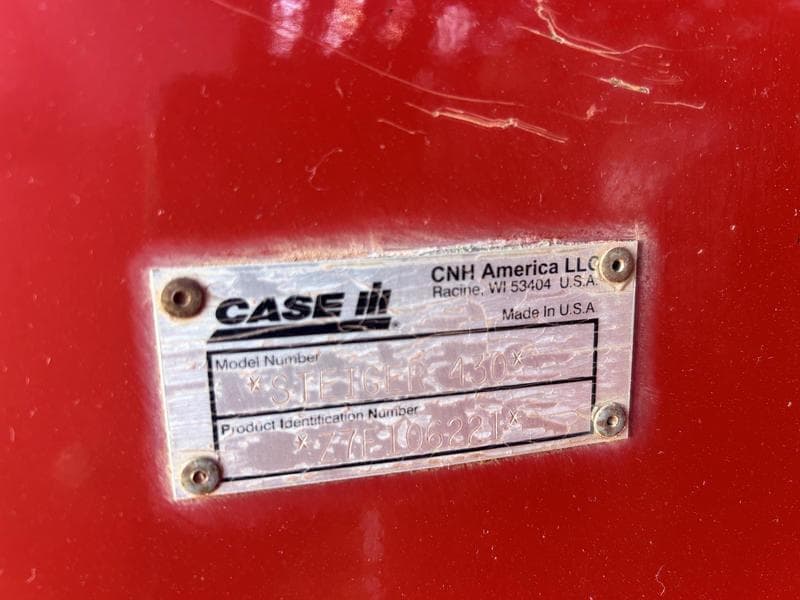 CASE IH
CNH America LLC
Racine, WI 53404 U.S.A.
Made In U.S.A
Model Number
*STEIGER 430*
Product Identification Number
*Z7F106221*